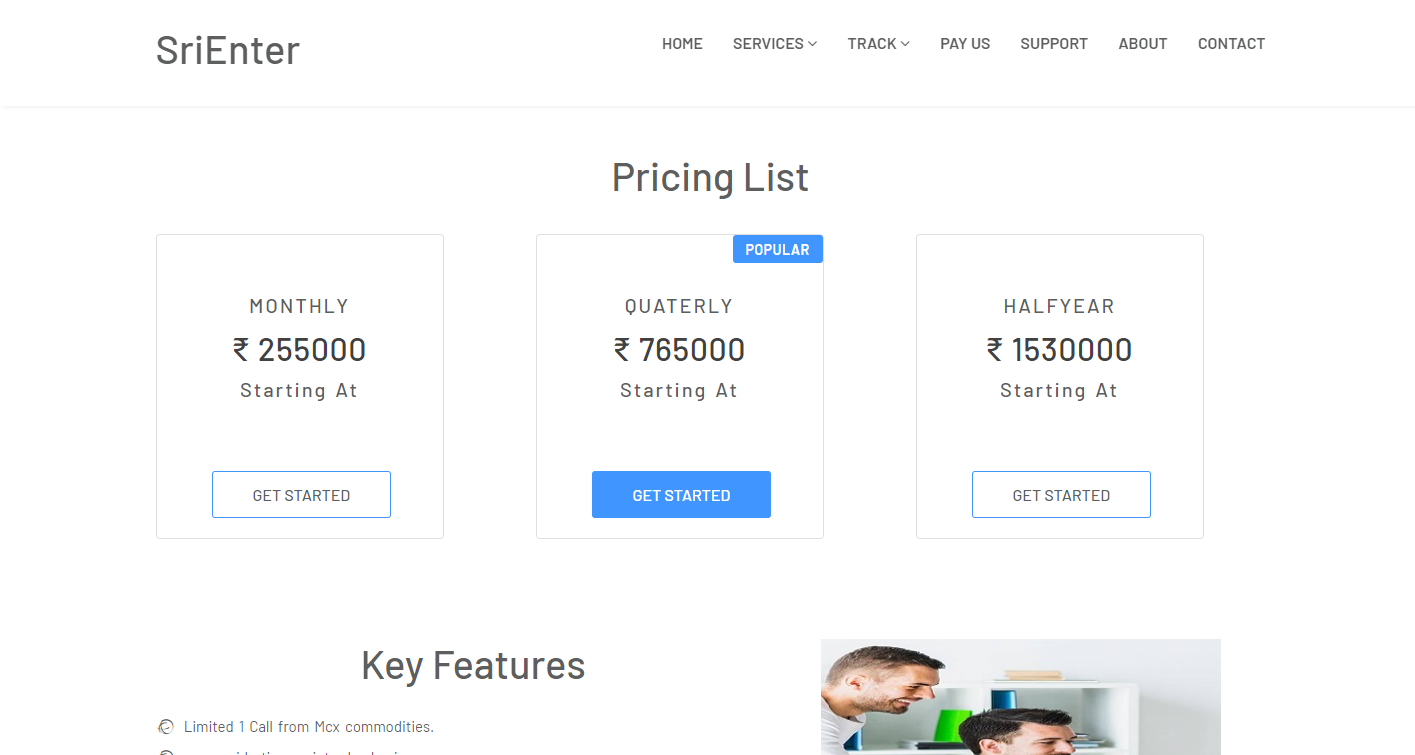 SriEnter
HOME SERVICES TRACK PAY US SUPPORT ABOUT CONTACT
Pricing List
POPULAR
MONTHLY
₹ 255000
Starting At
GET STARTED
QUATERLY
₹ 765000
Starting At
GET STARTED
HALFYEAR
₹ 1530000
Starting At
GET STARTED
Key Features
Limited 1 Call from Mcx commodities.